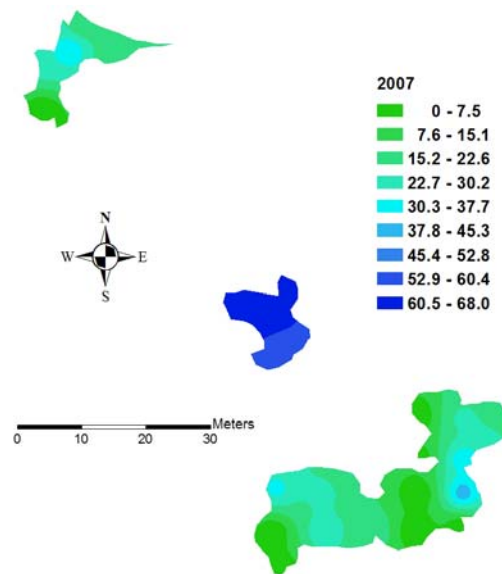 2007
0 - 7.5
7.6 - 15.1
15.2 - 22.6
22.7 - 30.2
30.3 - 37.7
37.8 - 45.3
45.4 - 52.8
52.9 - 60.4
60.5 - 68.0
N
W E
S
Meters
0 10 20 30